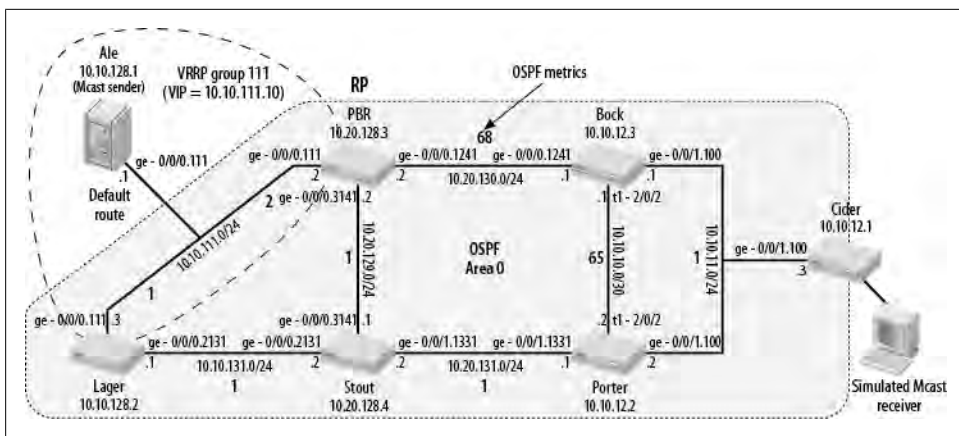 Ale
10.10.128.1
(Mcast sender)
VRRP group 111
(VIP = 10.10.111.10)
RP
PBR
10.20.128.3
OSPF metrics
Bock
10.10.12.3
68
ge - 0/0/0.111
.1
Default
route
ge - 0/0/0.111
.2
ge - 0/0/0.1241
.2
10.20.130.0/24
ge - 0/0/0.1241
.1
ge - 0/0/1.100
.1
2
ge - 0/0/0.3141
.2
.1
t1 - 2/0/2
Cider
10.10.12.1
10.10.111.0/24
1
10.20.129.0/24
1
OSPF
Area 0
65
10.10.10.0/30
1
10.10.11.0/24
ge - 0/0/1.100
.3
ge - 0/0/0.111
.3
ge - 0/0/0.3141
.1
.2
t1 - 2/0/2
ge - 0/0/0.2131
.1
10.10.131.0/24
1
ge - 0/0/0.2131
.2
ge - 0/0/1.1331
.2
10.20.131.0/24
1
ge - 0/0/1.1331
.1
ge - 0/0/1.100
.2
Lager
10.10.128.2
Stout
10.20.128.4
Porter
10.10.12.2
Simulated Mcast
receiver